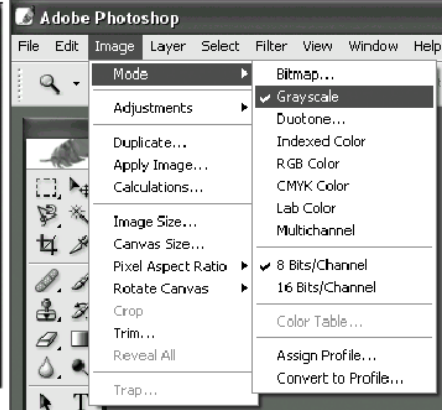 Adobe Photoshop
File Edit Image Layer Select Filter View Window Help
Mode
Adjustments
Duplicate...
Apply Image...
Calculations...
Image Size...
Canvas Size...
Pixel Aspect Ratio
Rotate Canvas
Crop
Trim...
Reveal All
Trap...
Bitmap...
Grayscale
Duotone...
Indexed Color
RGB Color
CMYK Color
Lab Color
Multichannel
8 Bits/Channel
16 Bits/Channel
Color Table...
Assign Profile...
Convert to Profile...
T